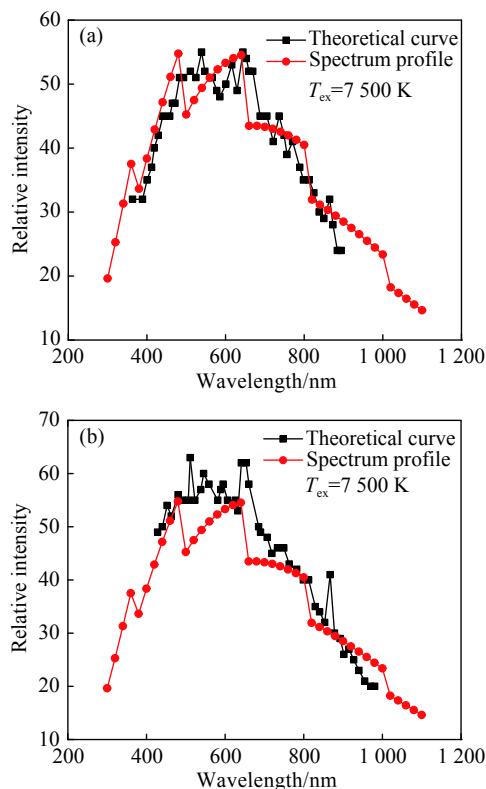 (a)
Theoretical curve
Spectrum profile
Tex=7 500 K
60
50
40
30
20
10
Relative intensity
200 400 600 800 1 000 1 200
Wavelength/nm
(b)
Theoretical curve
Spectrum profile
Tex=7 500 K
70
60
50
40
30
20
10
Relative intensity
200 400 600 800 1 000 1 200
Wavelength/nm